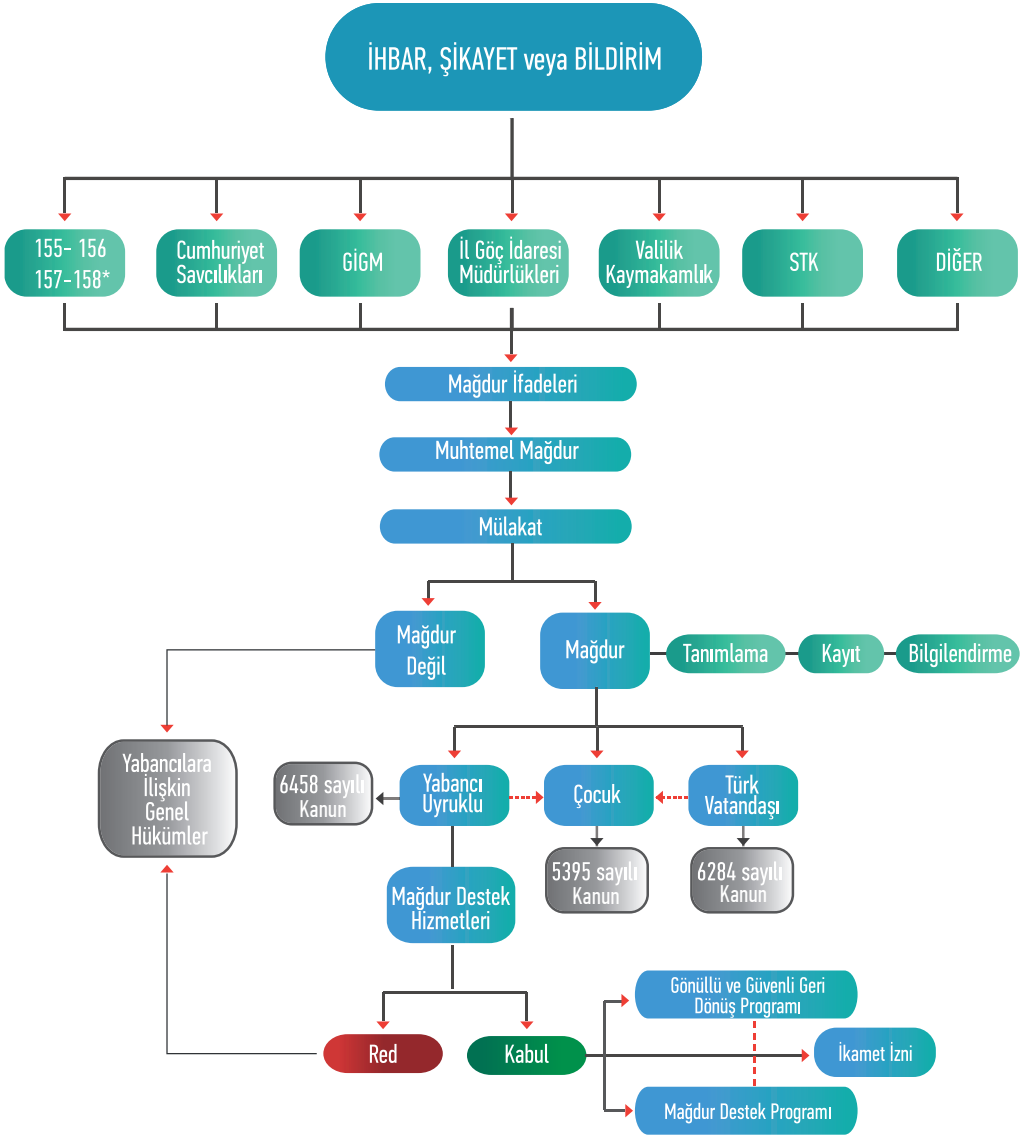 İHBAR, ŞİKAYET veya BİLDİRİM
155- 156
157-158*
Cumhuriyet
Savcılıkları
GİGM
İl Göç İdaresi
Müdürlükleri
Valilik
Kaymakamlık
STK
DİĞER
Mağdur İfadeleri
Muhtemel Mağdur
Mülakat
Mağdur
Değil
Mağdur
Tanımlama
Kayıt
Bilgilendirme
Yabancılara
İlişkin
Genel
Hükümler
6458 sayılı
Kanun
Yabancı
Uyruklu
Çocuk
Türk
Vatandaşı
5395 sayılı
Kanun
6284 sayılı
Kanun
Mağdur Destek
Hizmetleri
Red
Kabul
Gönüllü ve Güvenli Geri
Dönüş Programı
İkamet İzni
Mağdur Destek Programı